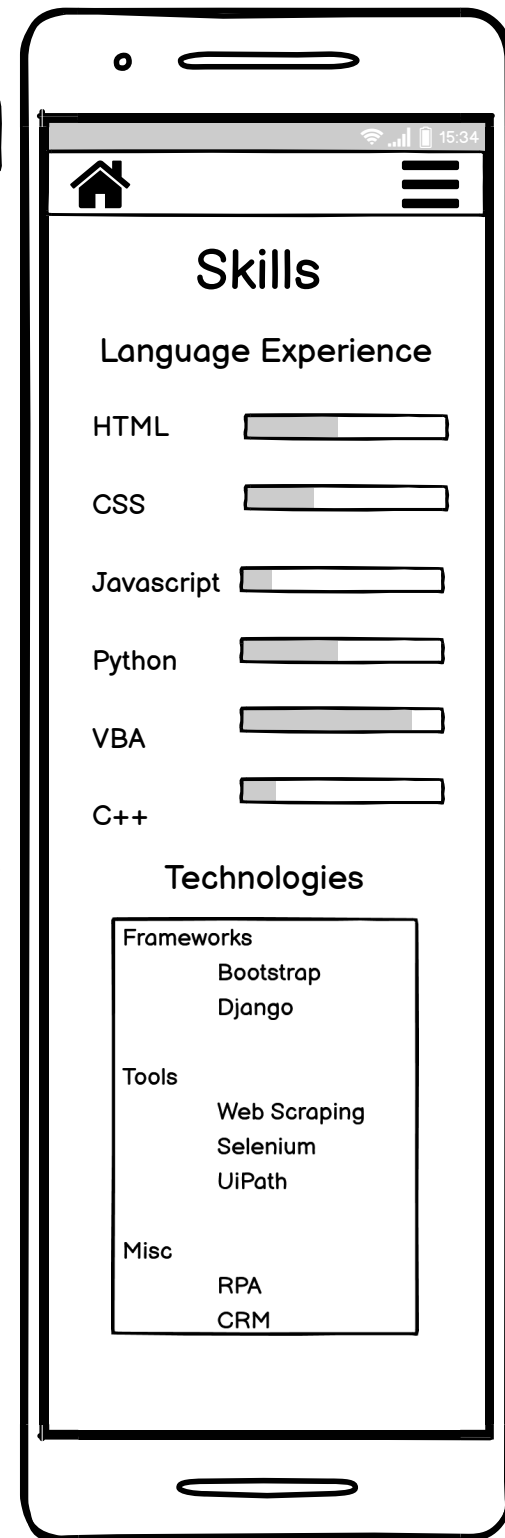 15:34
Skills
Language Experience
HTML
CSS
Javascript
Python
VBA
C++
Technologies
Frameworks
Bootstrap
Django
Tools
Web Scraping
Selenium
UiPath
Misc
RPA
CRM